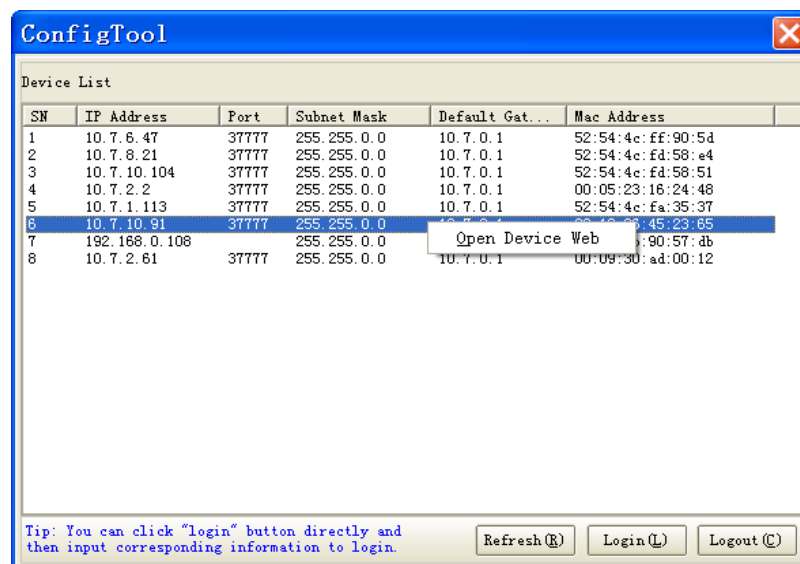 ConfigTool
Device List
SN IP Address Port Subnet Mask Default Gat... Mac Address
1 10.7.6.47 37777 255.255.0.0 10.7.0.1 52:54:4c:ff:90:5d
2 10.7.8.21 37777 255.255.0.0 10.7.0.1 52:54:4c:fd:58:e4
3 10.7.10.104 37777 255.255.0.0 10.7.0.1 52:54:4c:fd:58:51
4 10.7.2.2 37777 255.255.0.0 10.7.0.1 00:05:23:16:24:48
5 10.7.1.113 37777 255.255.0.0 10.7.0.1 52:54:4c:fa:35:37
6 10.7.10.91 37777 255.255.0.0 :45:23:65
Open Device Web
7 192.168.0.108 255.255.0.0 :90:57:db
8 10.7.2.61 37777 255.255.0.0 10.7.0.1 00:09:30:ad:00:12
Tip: You can click "login" button directly and
then input corresponding information to login.
Refresh(R) Login(L) Logout(C)